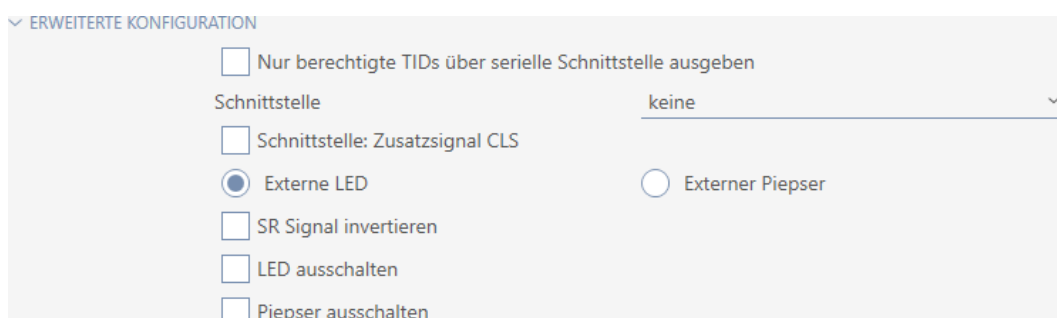 ERWEITERTE KONFIGURATION
Nur berechtigte TIDs über serielle Schnittstelle ausgeben
Schnittstelle keine
Schnittstelle: Zusatzsignal CLS
Externe LED Externer Piepser
SR Signal invertieren
LED ausschalten
Piepser ausschalten